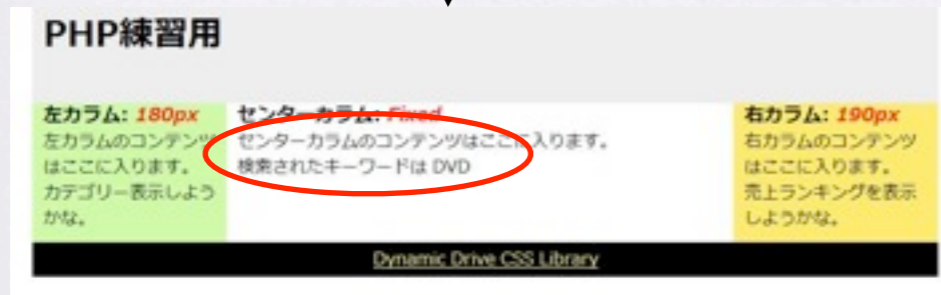 PHP練習用
左カラム: 180px
左カラムのコンテンツ
はここに入ります。
カテゴリー表示しよう
かな。
センターカラム: Fixed
センターカラムのコンテンツはここに入ります。
検索されたキーワードは DVD
右カラム: 190px
右カラムのコンテンツ
はここに入ります。
売上ランキングを表示
しようかな。
Dynamic Drive CSS Library